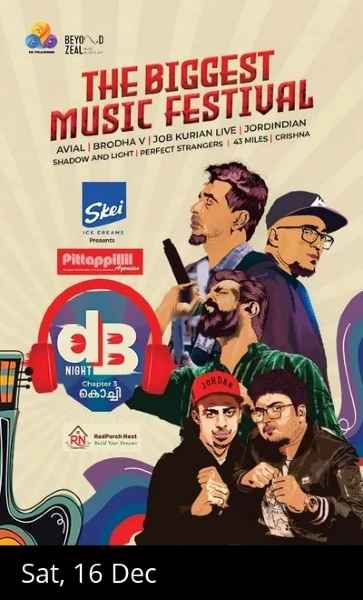 BEYOND
ZEAL
THE BIGGEST
MUSIC FESTIVAL
AVIAL | BRODHA V | JOB KURIAN LIVE | JORDINDIAN
SHADOW AND LIGHT | PERFECT STRANGERS | 43 MILES | CRISHNA
Skei
ICE CREAMS
Presents
Pittappillil
Agencies
dB
NIGHT
Chapter 3
കൊച്ചി
JORDAN
RN
RedPorch Nest
Build Your Dreams
Sat, 16 Dec